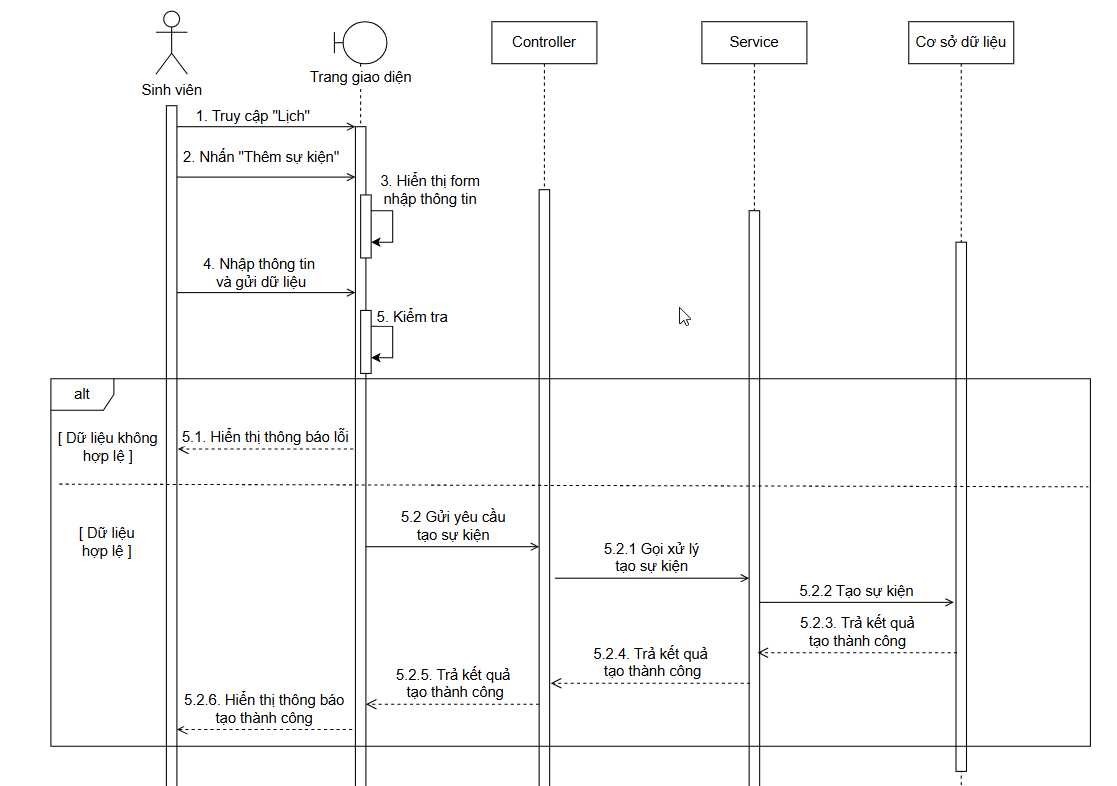 Sinh viên
Trang giao diện
Controller
Service
Cơ sở dữ liệu
1. Truy cập "Lịch"
2. Nhấn "Thêm sự kiện"
3. Hiển thị form
nhập thông tin
4. Nhập thông tin
và gửi dữ liệu
5. Kiểm tra
alt
[ Dữ liệu không
hợp lệ ]
5.1. Hiển thị thông báo lỗi
[ Dữ liệu
hợp lệ ]
5.2 Gửi yêu cầu
tạo sự kiện
5.2.1 Gọi xử lý
tạo sự kiện
5.2.2 Tạo sự kiện
5.2.3. Trả kết quả
tạo thành công
5.2.4. Trả kết quả
tạo thành công
5.2.5. Trả kết quả
tạo thành công
5.2.6. Hiển thị thông báo
tạo thành công